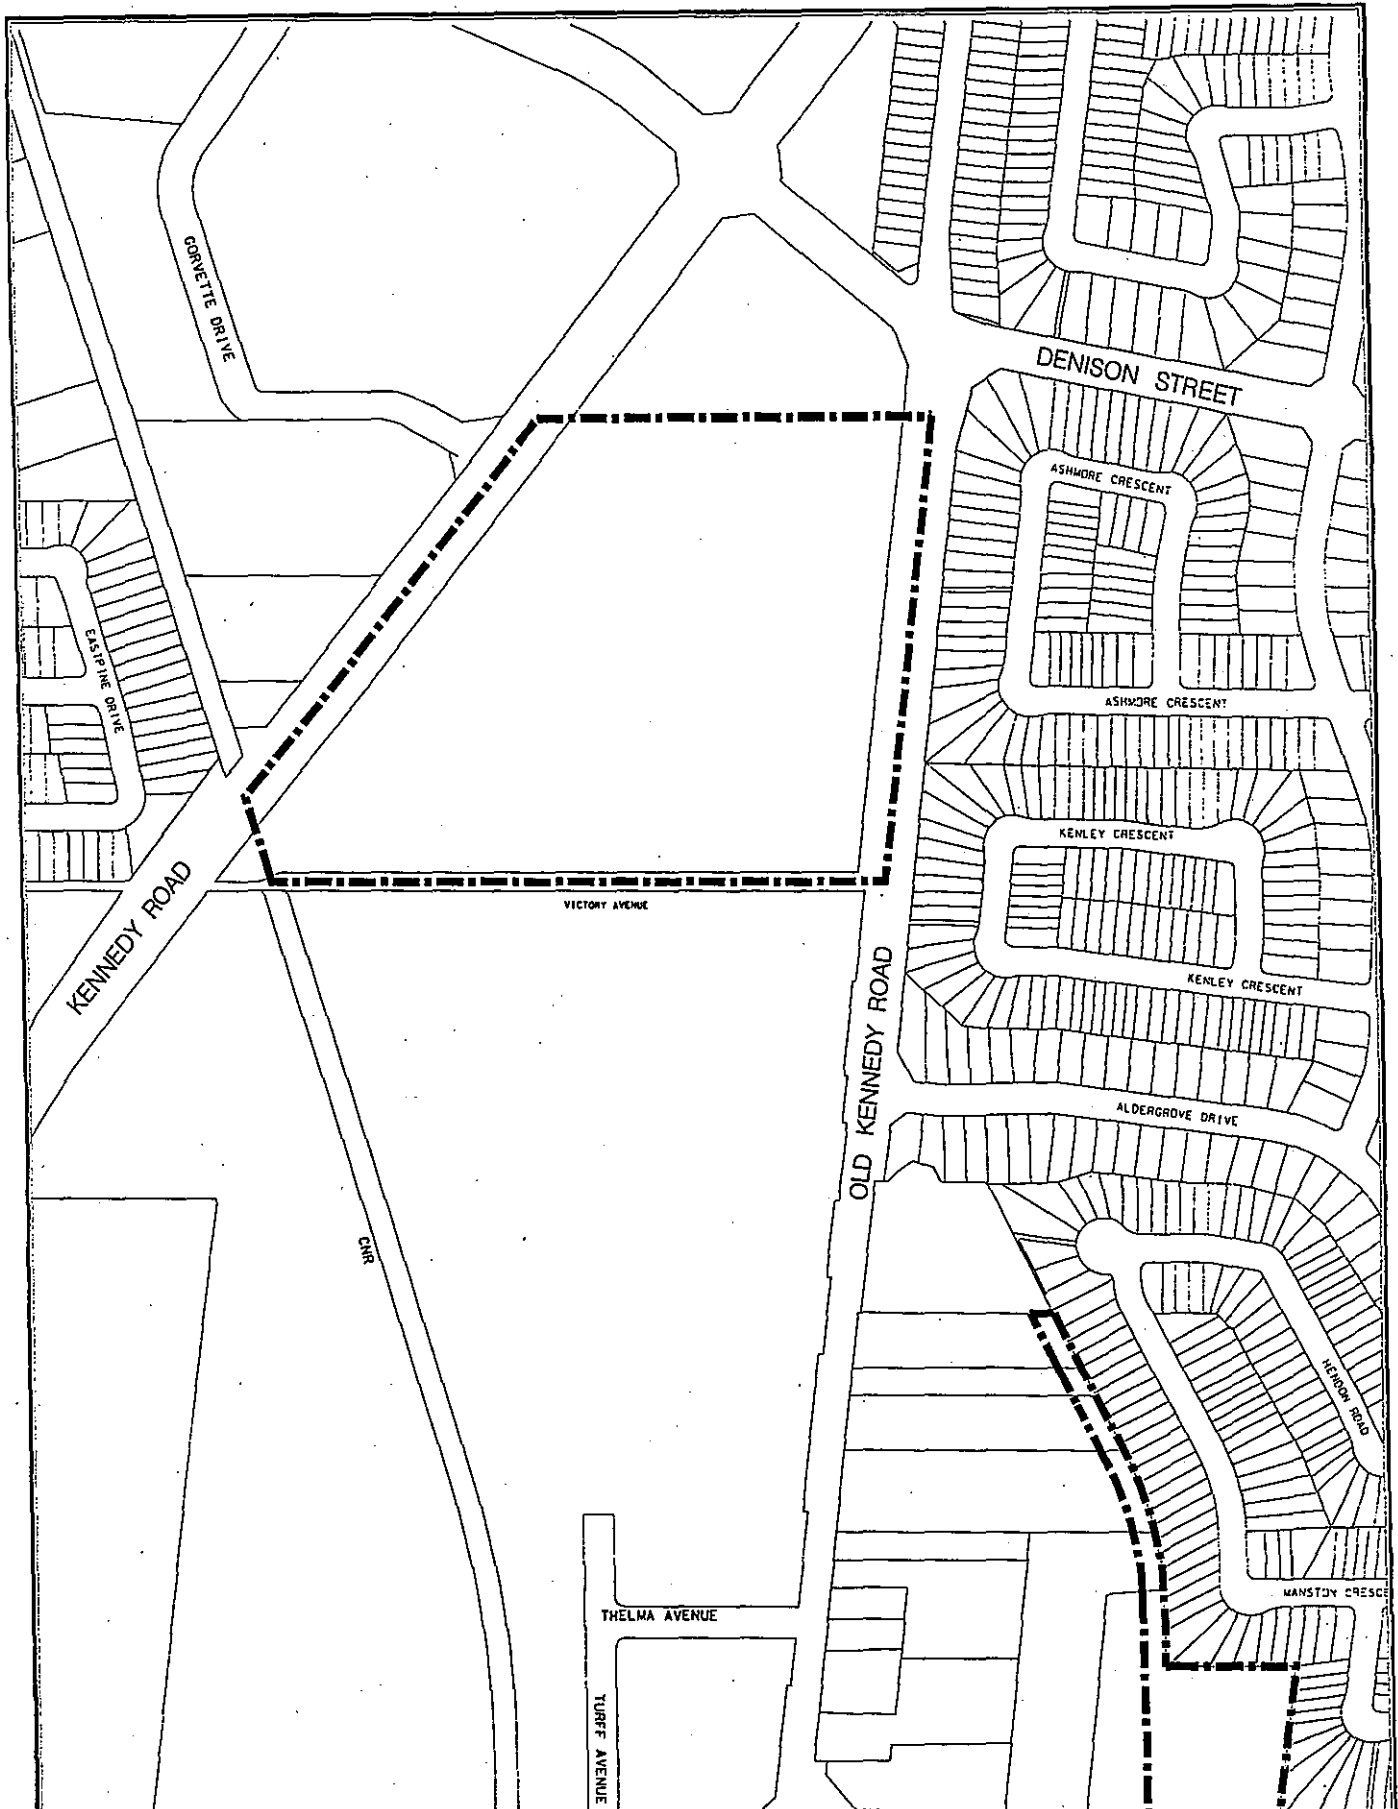 CORVETTE DRIVE
DENISON STREET
ASHMORE CRESCENT
EASTPINE DRIVE
ASHMORE CRESCENT
KENLEY CRESCENT
KENNEDY ROAD
VICTORY AVENUE
KENLEY CRESCENT
OLD KENNEDY ROAD
ALDERGROVE DRIVE
CNR
HENDON ROAD
MANSTON CRESCE
THELMA AVENUE
TURFF AVENUE